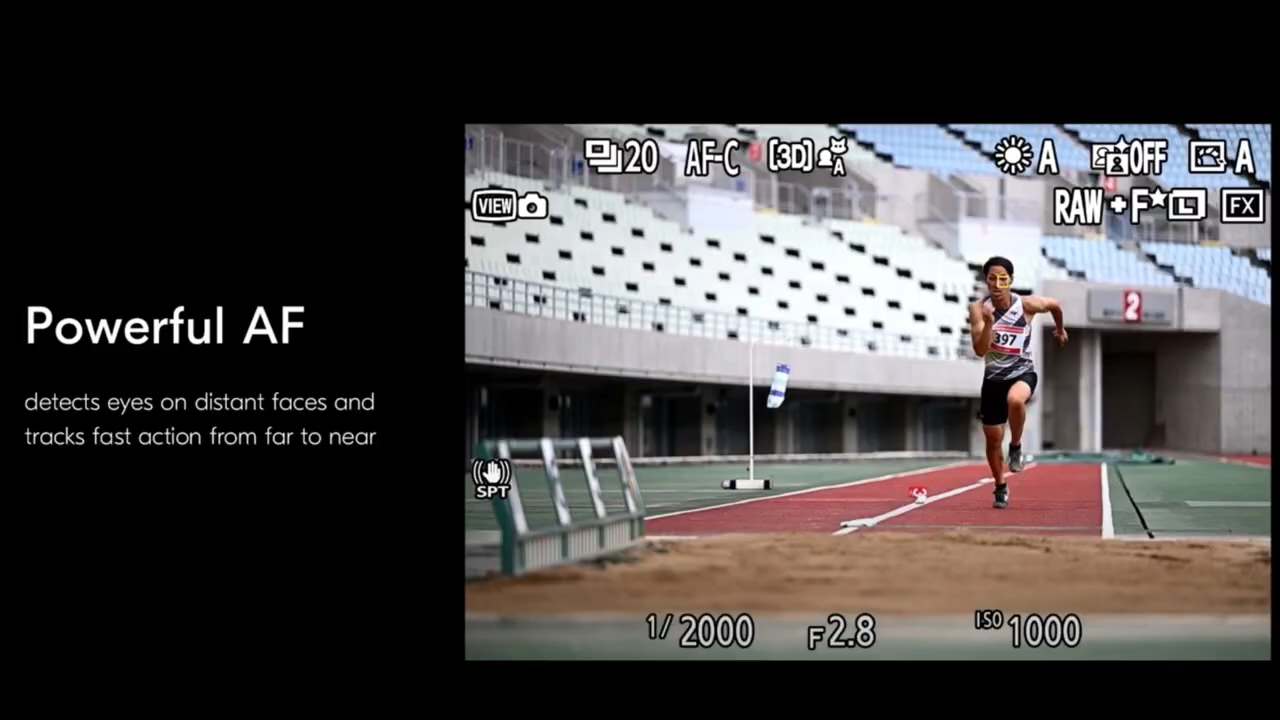 Powerful AF
detects eyes on distant faces and
tracks fast action from far to near
20 AF-C [3D] A A OFF A
VIEW RAW + F★ L FX
2
397
SPT
1/2000 F2.8 ISO 1000